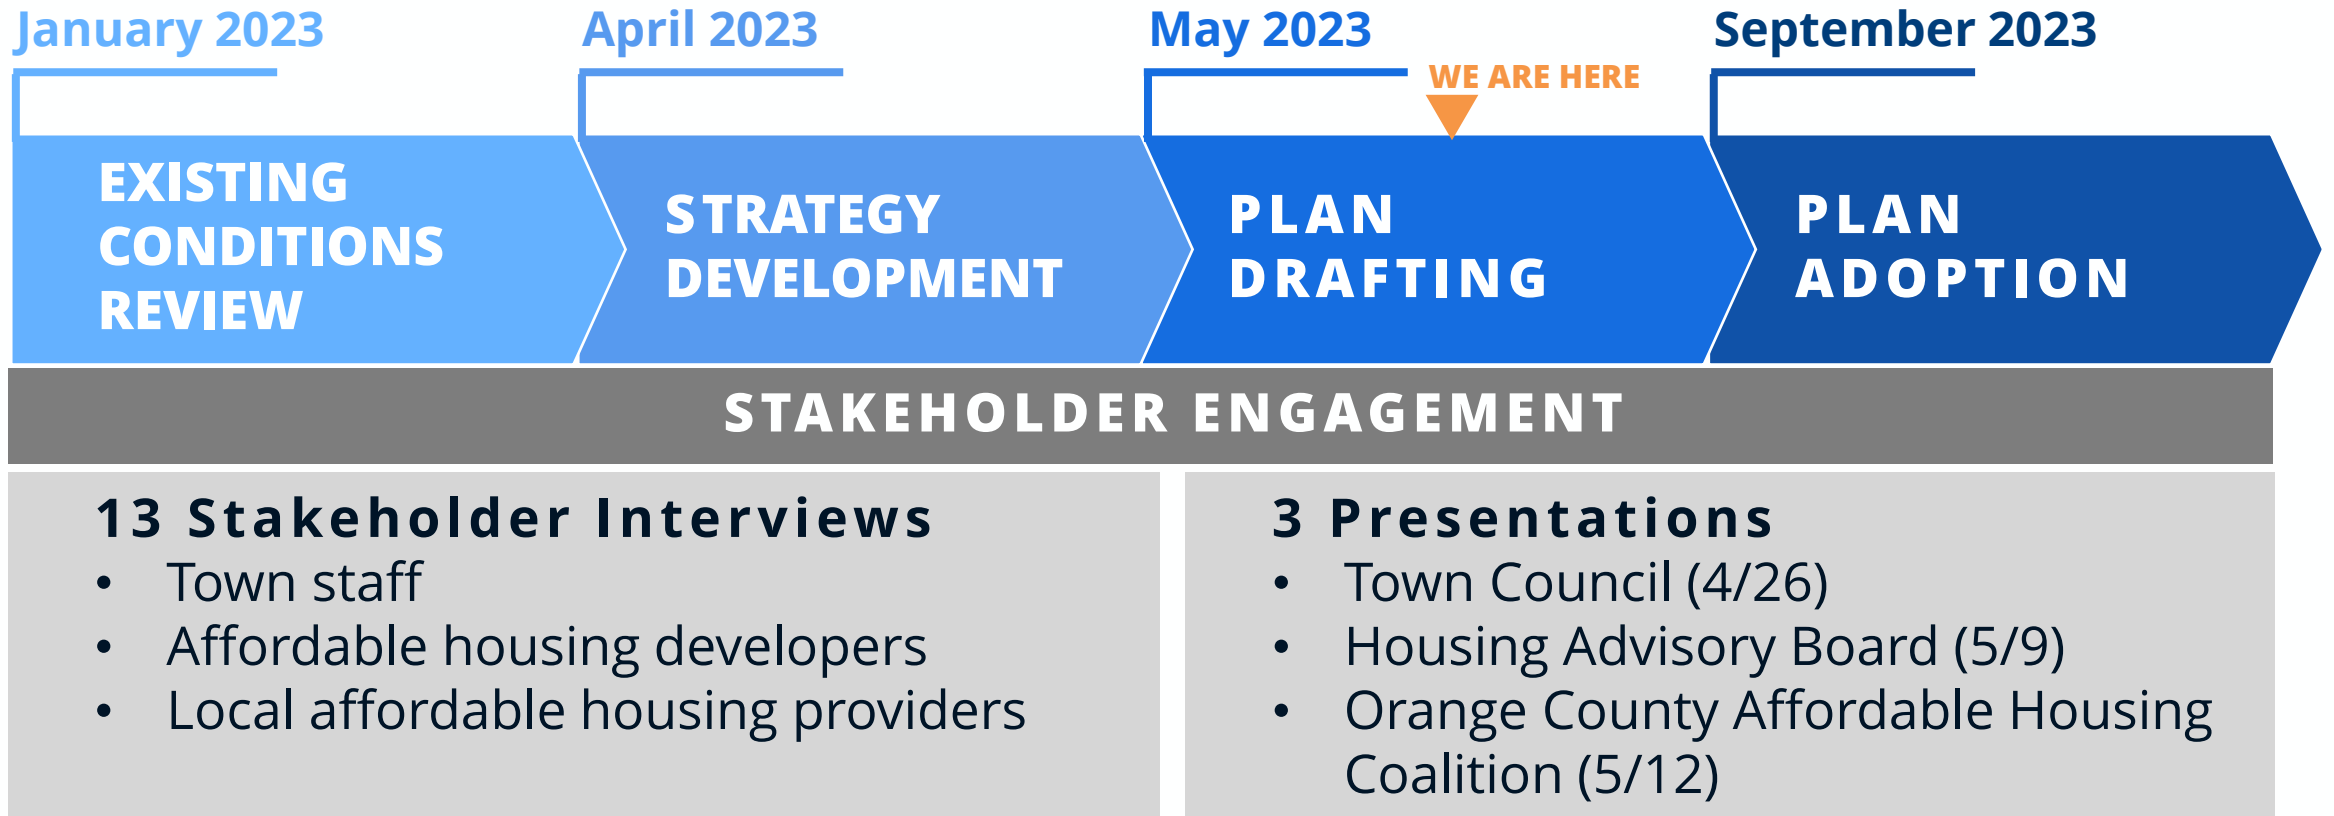 January 2023
April 2023
May 2023
September 2023
WE ARE HERE
EXISTING
CONDITIONS
REVIEW
STRATEGY
DEVELOPMENT
PLAN
DRAFTING
PLAN
ADOPTION
STAKEHOLDER ENGAGEMENT
13 Stakeholder Interviews
• Town staff
• Affordable housing developers
• Local affordable housing providers
3 Presentations
• Town Council (4/26)
• Housing Advisory Board (5/9)
• Orange County Affordable Housing
Coalition (5/12)